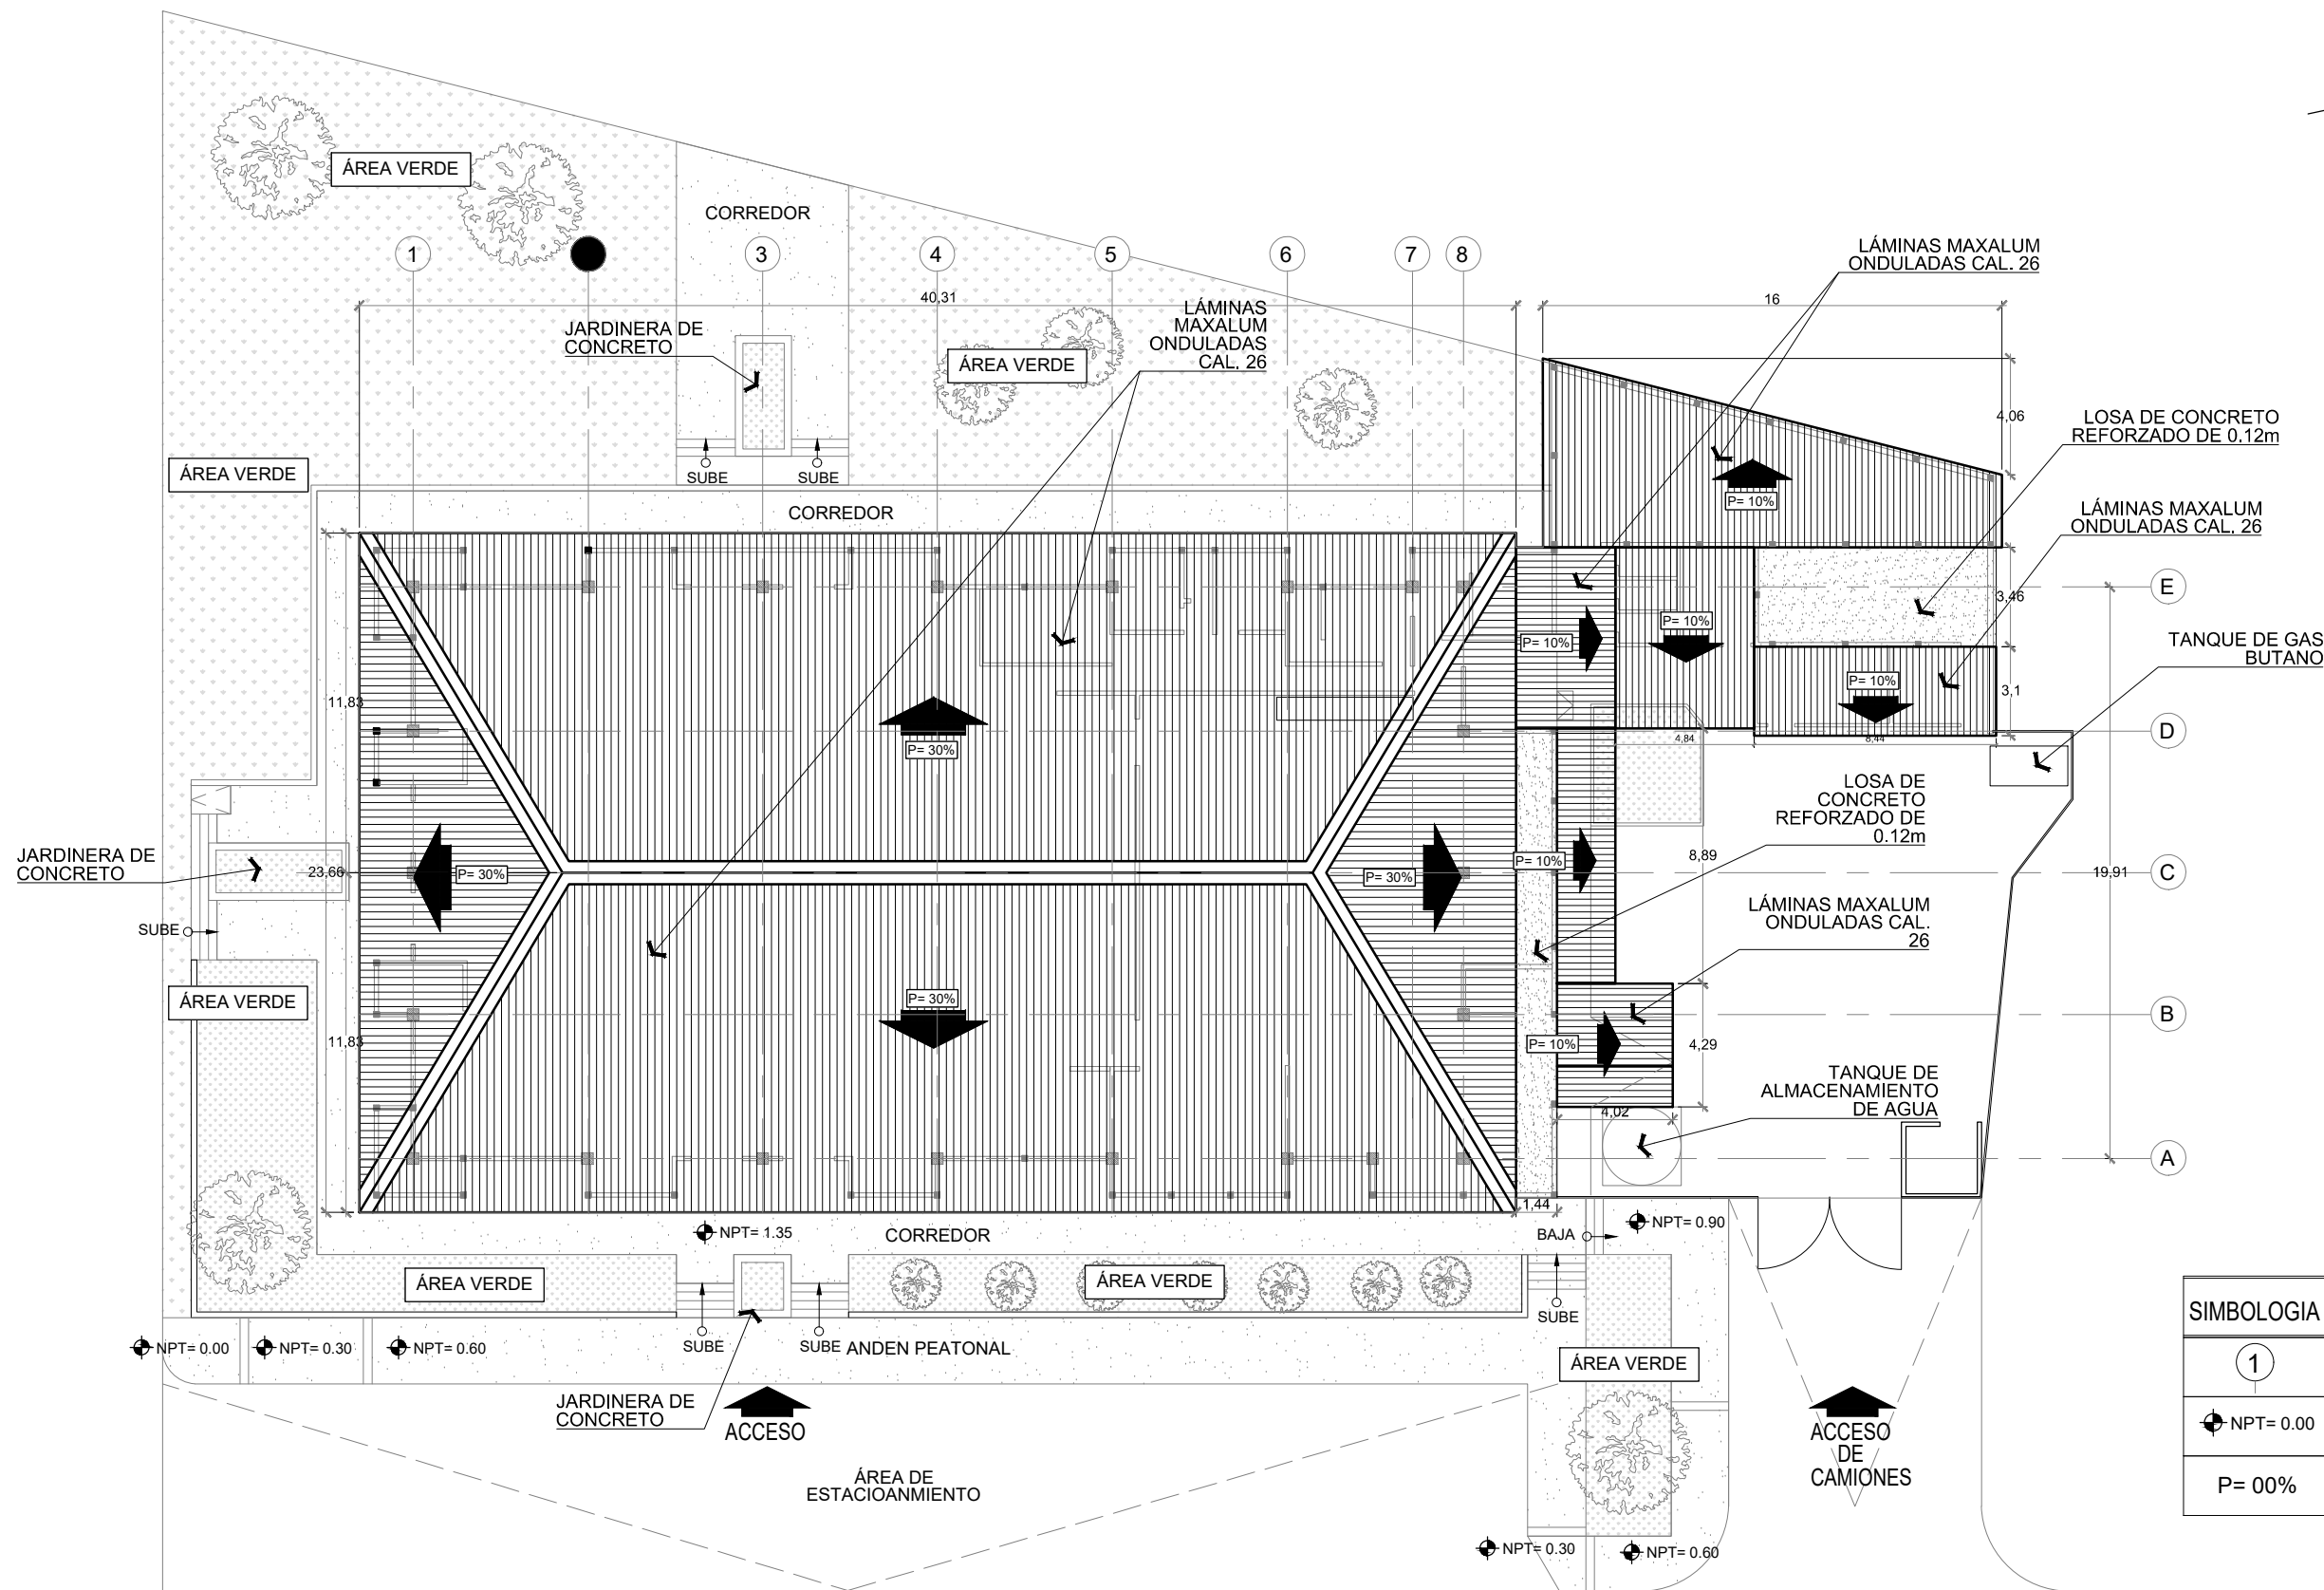 ÁREA VERDE
CORREDOR
1
3
4
5
6
7
8
LÁMINAS MAXALUM
ONDULADAS CAL. 26
40,31
16
LÁMINAS
MAXALUM
ONDULADAS
CAL. 26
JARDINERA DE
CONCRETO
ÁREA VERDE
4,06
LOSA DE CONCRETO
REFORZADO DE 0.12m
ÁREA VERDE
SUBE
SUBE
P= 10%
CORREDOR
LÁMINAS MAXALUM
ONDULADAS CAL. 26
E
3,46
P= 10%
P= 10%
TANQUE DE GAS
BUTANO
P= 10%
3,1
11,83
D
4,84
8,44
P= 30%
LOSA DE
CONCRETO
REFORZADO DE
0.12m
JARDINERA DE
CONCRETO
23,66
P= 30%
P= 30%
P= 10%
8,89
19,91
C
SUBE
LÁMINAS MAXALUM
ONDULADAS CAL.
26
ÁREA VERDE
P= 30%
B
11,83
P= 10%
4,29
TANQUE DE
ALMACENAMIENTO
DE AGUA
4,02
A
1,44
NPT= 1.35
CORREDOR
BAJA
NPT= 0.90
ÁREA VERDE
ÁREA VERDE
SUBE
SIMBOLOGIA
NPT= 0.00
NPT= 0.30
NPT= 0.60
SUBE
SUBE
ANDEN PEATONAL
ÁREA VERDE
1
JARDINERA DE
CONCRETO
ACCESO
ACCESO
DE
CAMIONES
NPT= 0.00
ÁREA DE
ESTACIOANMIENTO
P= 00%
NPT= 0.30
NPT= 0.60